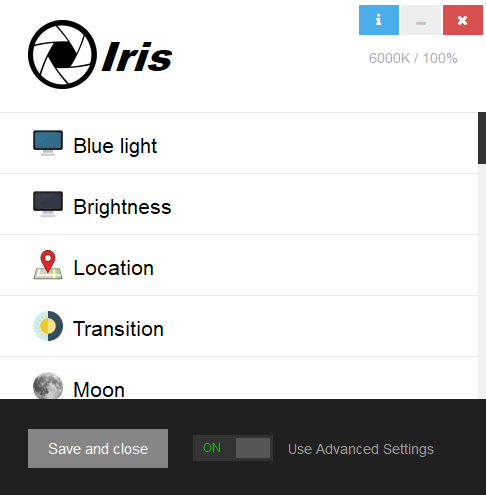 Iris
6000K / 100%
Blue light
Brightness
Location
Transition
Moon
Save and close
ON
Use Advanced Settings